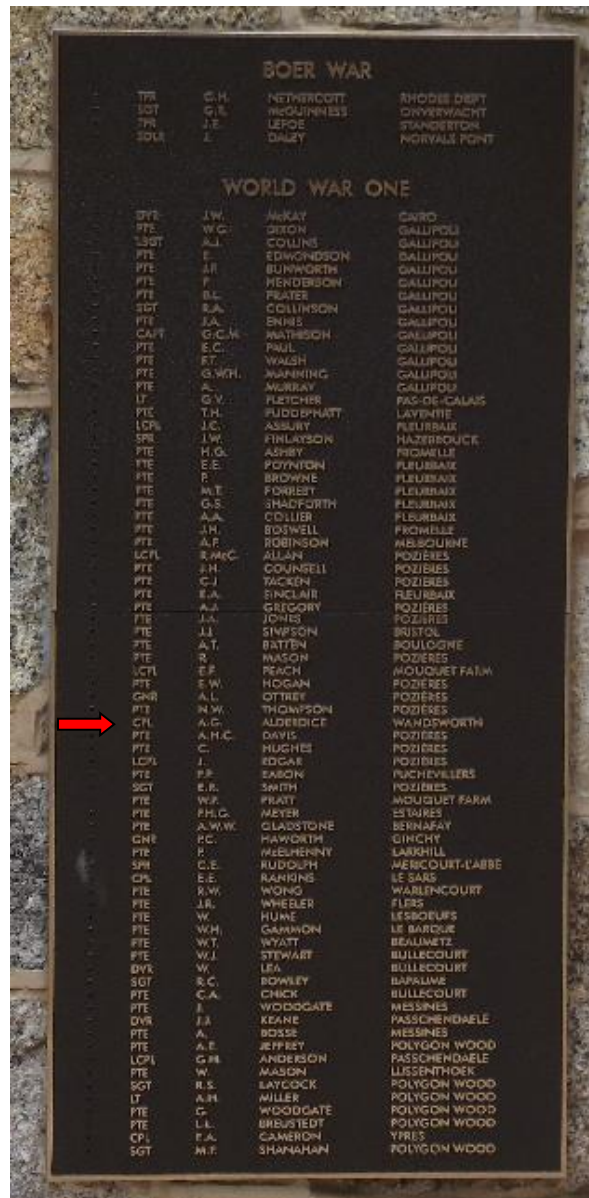 BOER WAR
TPR G.H. NETHERCOTT RHODES DRIFT
SGT G.E. McGUINNESS ONVERWACHT
TPR J.E. LEFOE STANDERTON
SDLR J. DALEY NORVALS PONT
WORLD WAR ONE
DVR J.W. McKAY CAIRO
PTE W.G. DIXON GALLIPOLI
A.J. COLLINS GALLIPOLI
PTE E. EDMONDSON GALLIPOLI
PTE J.P. BUNWORTH GALLIPOLI
PTE HENDERSON GALLIPOLI
PTE B.L. PRATER GALLIPOLI
SGT R.A. COLLINSON GALLIPOLI
PTE J.A. ENNIS GALLIPOLI
CAPT G.C.M. MATHISON GALLIPOLI
PTE E.C. PAUL GALLIPOLI
PTE F.T. WALSH GALLIPOLI
PTE G.W.H. MANNING GALLIPOLI
PTE A. MURRAY GALLIPOLI
LT G.V. FLETCHER PAS-DE-CALAIS
PTE T.H. PUDDEPHATT LAVENTIE
LCPL J.C. ASBURY FLEURBAIX
SPR J.W. FINLAYSON HAZEBROUCK
PTE H.G. ASHBY FROMELLE
PTE E.E. POYNTON FLEURBAIX
PTE P. BROWNE FLEURBAIX
PTE M.T. FORREST FLEURBAIX
PTE G.S. SHADFORTH FLEURBAIX
PTE A.A. COLLIER FLEURBAIX
PTE J.H. BOSWELL FROMELLE
PTE A.F. ROBINSON MELBOURNE
LCPL R.McC. ALLAN POZIERES
PTE J.H. COUNSELL POZIERES
PTE C.J. TACKEN POZIERES
PTE E.A. SINCLAIR FLEURBAIX
PTE A.J. GREGORY POZIERES
PTE J.A. JONES POZIERES
PTE J.J. SIMPSON BRISTOL
PTE A.T. BATTEN BOULOGNE
PTE R. MASON POZIERES
LCPL E.F. PEACH MOUQUET FARM
PTE E.W. HOGAN POZIERES
GNR A.L. OTTREY POZIERES
PTE N.W. THOMPSON POZIERES
CPL A.G. ALDERDICE WANDSWORTH
PTE A.H.C. DAVIS POZIERES
PTE C. HUGHES POZIERES
LCPL J. EDGAR POZIERES
PTE P.P. EABON PUCHEVILLERS
SGT E.R. SMITH POZIERES
PTE W.P. PRATT MOUQUET FARM
PTE F.H.G. MEYER ESTAIRES
PTE A.W.W. GLADSTONE BERNAFAY
GNR F.C. HAWORTH GINCHY
PTE McELHENNY LARKHILL
SPR C.E. RUDOLPH MERICOURT-L'ABBE
CPL E.E. RANKINS LE SARS
PTE R.W. WONG WARLENCOURT
PTE J.R. WHEELER FLERS
PTE W. HUME LESBOEUFS
PTE W.H. GAMMON LE BARQUE
PTE W.T. WYATT BEAUMETZ
PTE W.J. STEWART BULLECOURT
DVR W. LEA BULLECOURT
SGT R.C. ROWLEY BAPAUME
PTE C.A. CHICK BULLECOURT
PTE J. WOODGATE MESSINES
DVR J.J. KEANE PASSCHENDAELE
PTE A. BOSSE MESSINES
PTE A.E. JEFFREY POLYGON WOOD
LCPL G.M. ANDERSON PASSCHENDAELE
PTE W. MASON LIJSSENTHOEK
SGT R.S. LAYCOCK POLYGON WOOD
LT A.H. MILLER POLYGON WOOD
PTE G. WOODGATE POLYGON WOOD
PTE L.L. BREUSTEDT POLYGON WOOD
CPL E.A. CAMERON YPRES
SGT M.F. SHANAHAN POLYGON WOOD